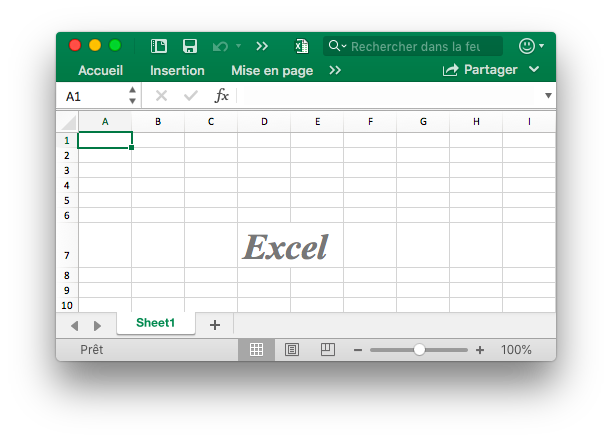 Rechercher dans la feu
Accueil Insertion Mise en page >> Partager
A1 fx
A B C D E F G H I
1
2
3
4
5
6
7 Excel
8
9
10
Sheet1 +
Prêt 100%